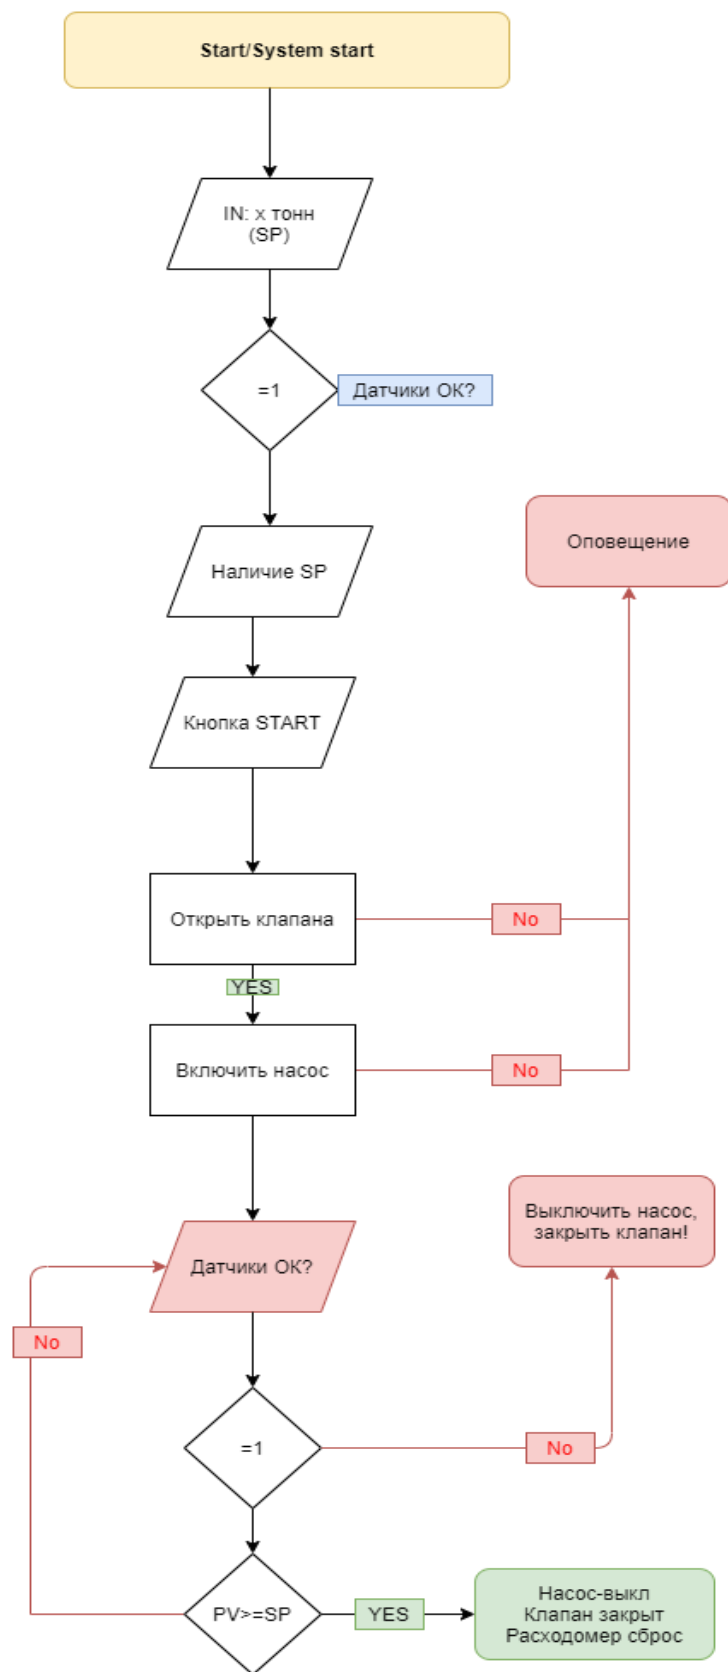 Start/System start
IN: x тонн
(SP)
=1
Датчики ОК?
Наличие SP
Оповещение
Кнопка START
Открыть клапана
No
YES
Включить насос
No
Выключить насос,
закрыть клапан!
Датчики ОК?
No
=1
No
PV>=SP
YES
Насос-выкл
Клапан закрыт
Расходомер сброс